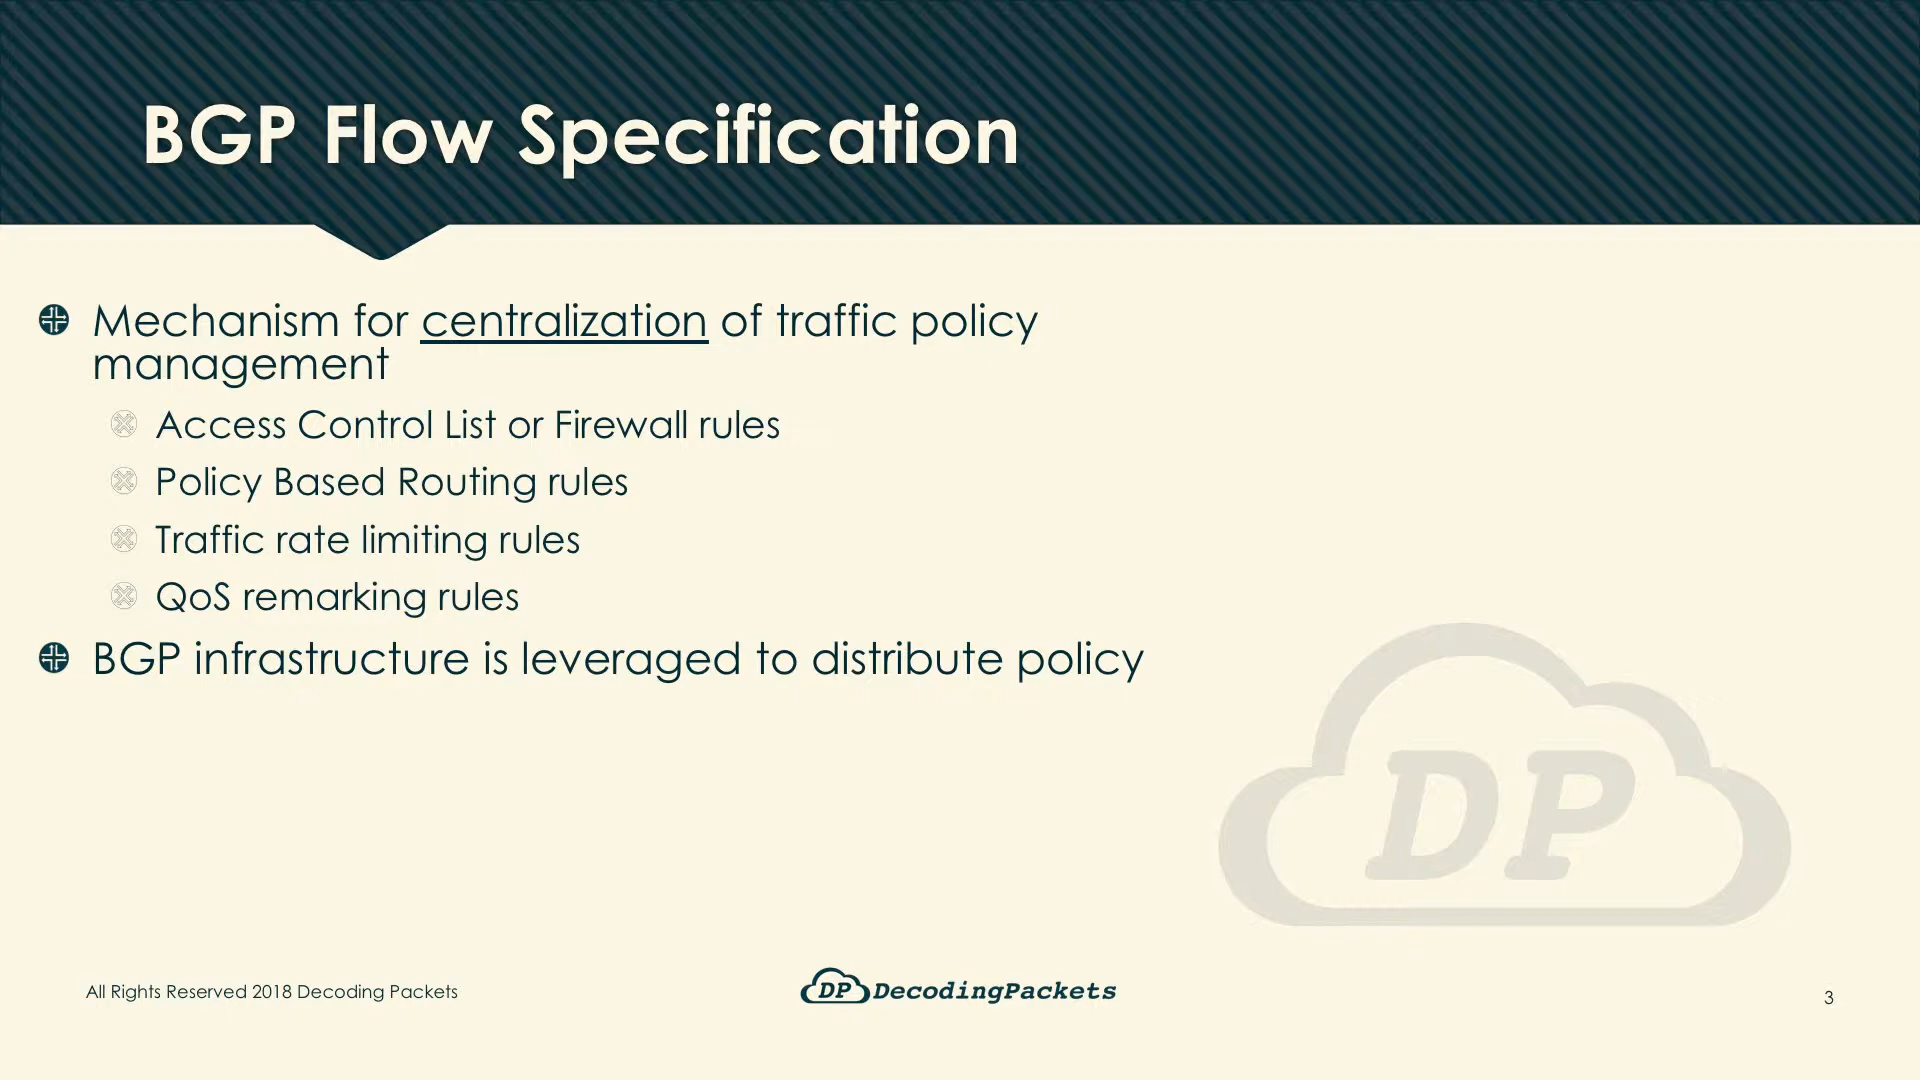 BGP Flow Specification
Mechanism for centralization of traffic policy
management
Access Control List or Firewall rules
Policy Based Routing rules
Traffic rate limiting rules
QoS remarking rules
BGP infrastructure is leveraged to distribute policy
DP
All Rights Reserved 2018 Decoding Packets
DP DecodingPackets
3